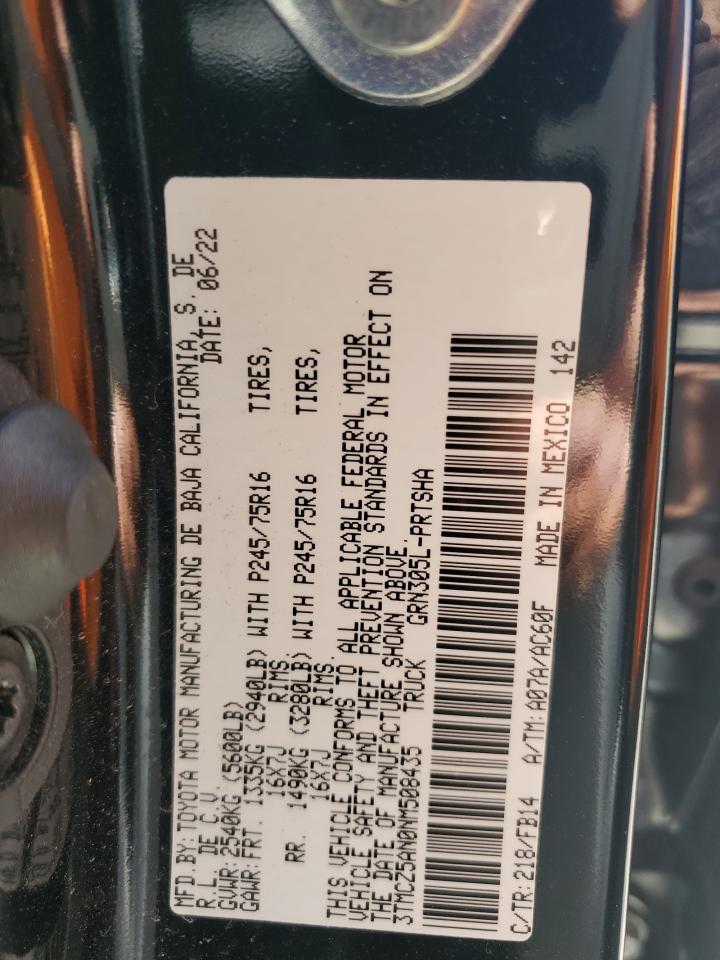 MFD.BY:TOYOTA MOTOR MANUFACTURING DE BAJA CALIFORNIA, S. DE
R.L. DE C.V. DATE: 06/22
GVWR:2540KG (5600LB)
GAWR:FRT. 1335KG (2940LB) WITH P245/75R16 TIRES,
16X7J RIMS.
RR. 1490KG (3280LB) WITH P245/75R16 TIRES,
16X7J RIMS.
THIS VEHICLE CONFORMS TO ALL APPLICABLE FEDERAL MOTOR
VEHICLE SAFETY AND THEFT PREVENTION STANDARDS IN EFFECT ON
THE DATE OF MANUFACTURE SHOWN ABOVE.
3TMCZ5AN0NM508435 TRUCK GRN305L-PRTSHA
C/TR:218/FB14 A/TM:A07A/AC60F MADE IN MEXICO 142